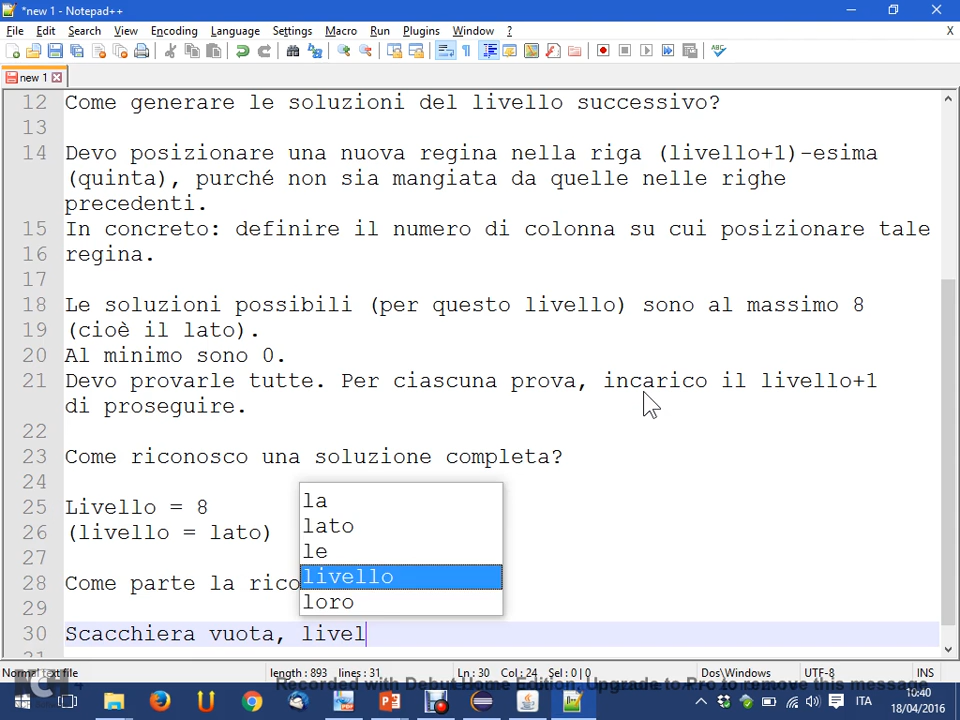 *new 1 - Notepad++
File Edit Search View Encoding Language Settings Macro Run Plugins Window ? X
new 1
12 Come generare le soluzioni del livello successivo?
13
14 Devo posizionare una nuova regina nella riga (livello+1)-esima
(quinta), purché non sia mangiata da quelle nelle righe
precedenti.
15 In concreto: definire il numero di colonna su cui posizionare tale
16 regina.
17
18 Le soluzioni possibili (per questo livello) sono al massimo 8
19 (cioè il lato).
20 Al minimo sono 0.
21 Devo provarle tutte. Per ciascuna prova, incarico il livello+1
di proseguire.
22
23 Come riconosco una soluzione completa?
24
25 Livello = 8
26 (livello = lato)
27
28 Come parte la rico
29
30 Scacchiera vuota, livel
la
lato
le
livello
loro
Normal text file length : 893 lines : 31 Ln : 30 Col : 24 Sel : 0 | 0 Dos\Windows UTF-8 INS
Recorded with Debut Home Edition, Upgrade to Pro to remove this message
ITA 10:40
18/04/2016